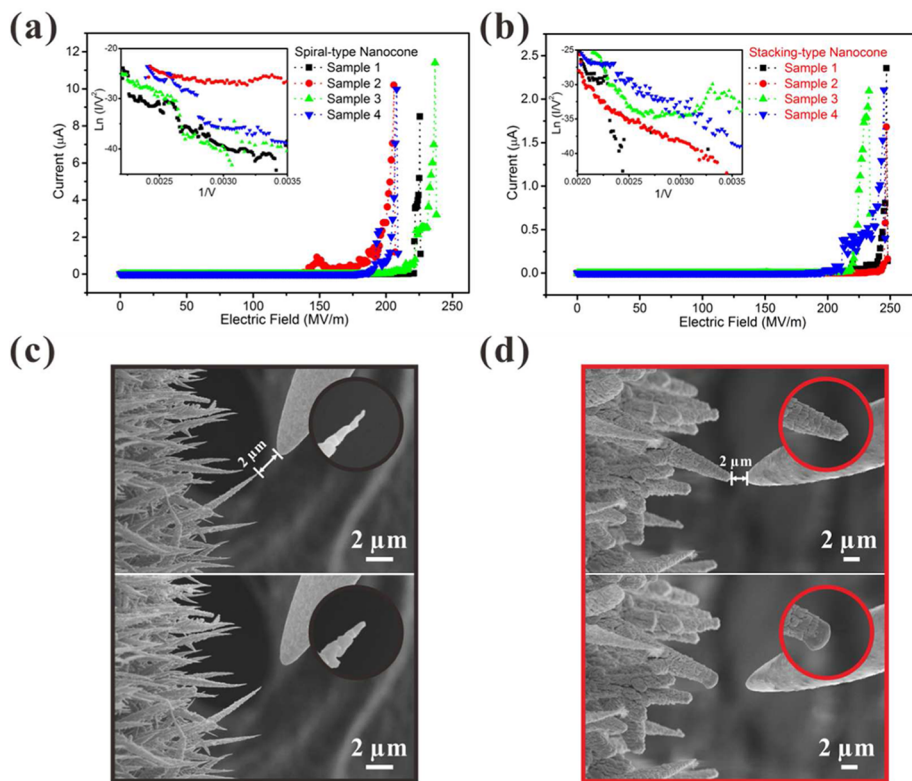 (a)
Spiral-type Nanocone
Sample 1
Sample 2
Sample 3
Sample 4
Current (μA)
12
10
8
6
4
2
0
0 50 100 150 200 250
Electric Field (MV/m)
Ln (I/V²)
-20
-30
-40
0.0025 0.0030 0.0035
1/V
(b)
Stacking-type Nanocone
Sample 1
Sample 2
Sample 3
Sample 4
Current (μA)
2.5
2.0
1.5
1.0
0.5
0.0
0 50 100 150 200 250
Electric Field (MV/m)
Ln (I/V²)
-25
-30
-35
-40
0.0020 0.0025 0.0030 0.0035
1/V
(c)
2 μm
2 μm
2 μm
(d)
2 μm
2 μm
2 μm